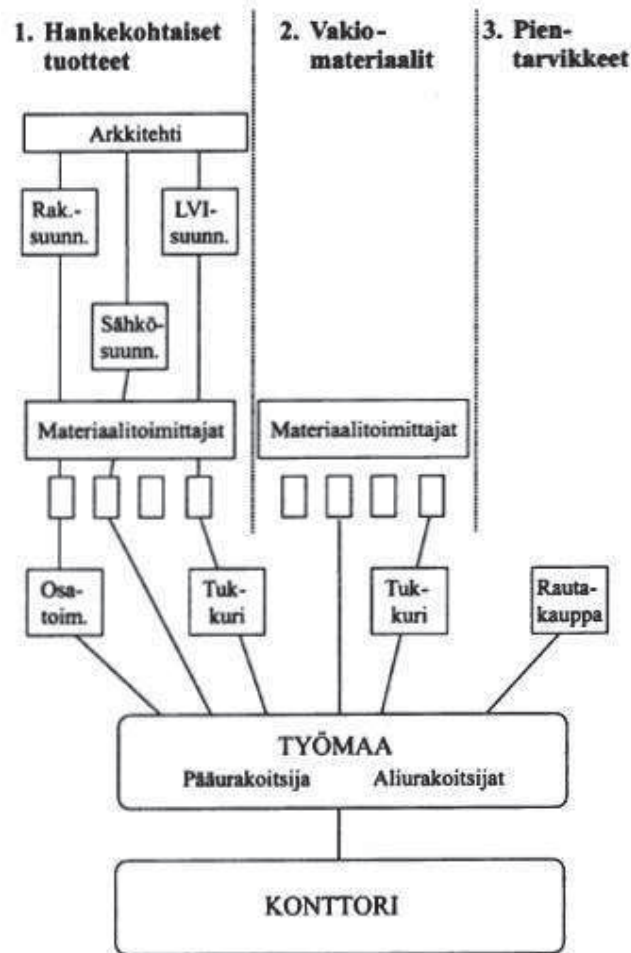 1. Hankekohtaiset
tuotteet
2. Vakio-
materiaalit
3. Pien-
tarvikkeet
Arkkitehti
Rak.-
suunn.
LVI-
suunn.
Sähkö-
suunn.
Materiaalitoimittajat
Materiaalitoimittajat
Osa-
toim.
Tuk-
kuri
Tuk-
kuri
Rauta-
kauppa
TYÖMAA
Pääurakoitsija
Aliurakoitsijat
KONTTORI